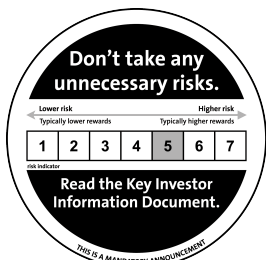 Don’t take any
unnecessary risks.
Lower risk Higher risk
Typically lower rewards Typically higher rewards
1 2 3 4 5 6 7
risk indicator
Read the Key Investor
Information Document.
THIS IS A MANDATORY ANNOUNCEMENT